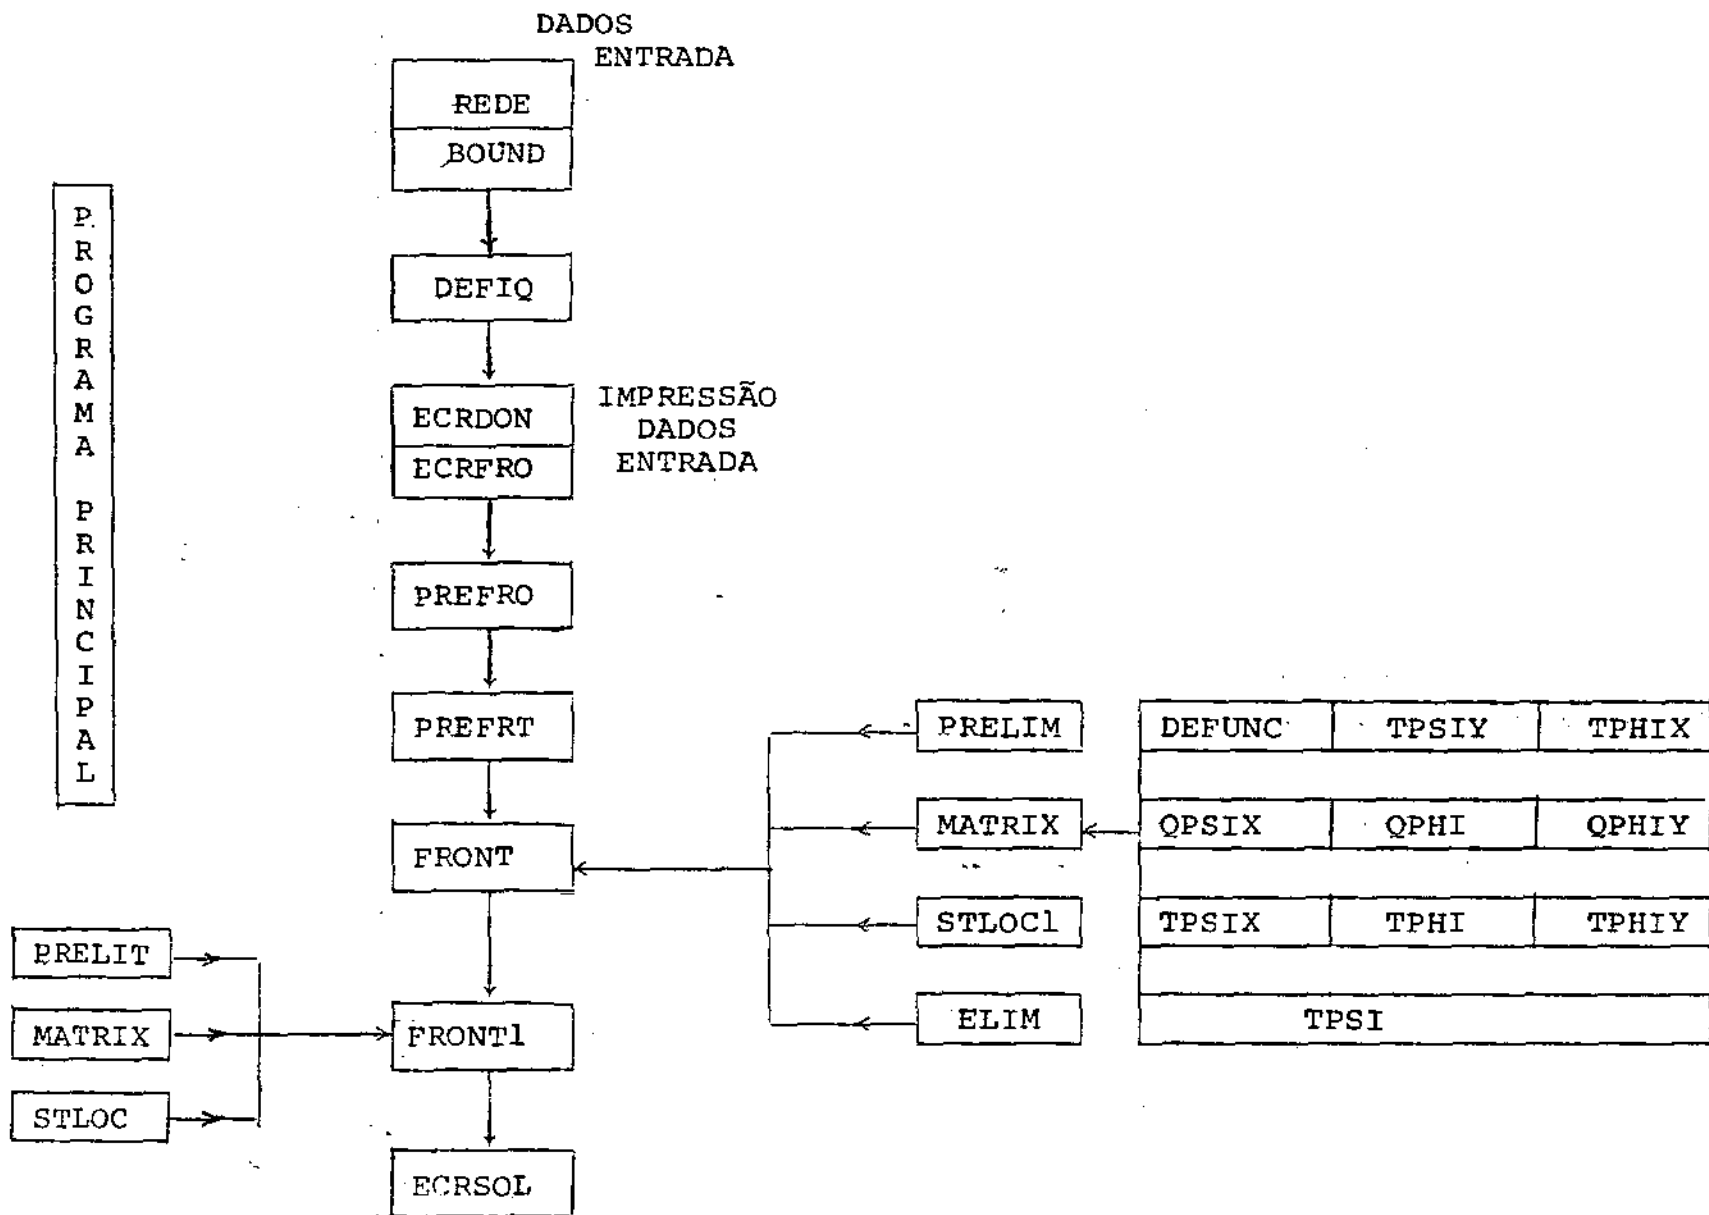 DADOS
ENTRADA
REDE
BOUND
PROGRAMA PRINCIPAL
DEFIQ
ECRDON
IMPRESSÃO
DADOS
ECRFRO
ENTRADA
PREFRO
PREFRT
PRELIM
DEFUNC
TPSIY
TPHIX
FRONT
MATRIX
QPSIX
QPHI
QPHIY
STLOC1
TPSIX
TPHI
TPHIY
ELIM
TPSI
PRELIT
MATRIX
STLOC
FRONT1
ECRSOL